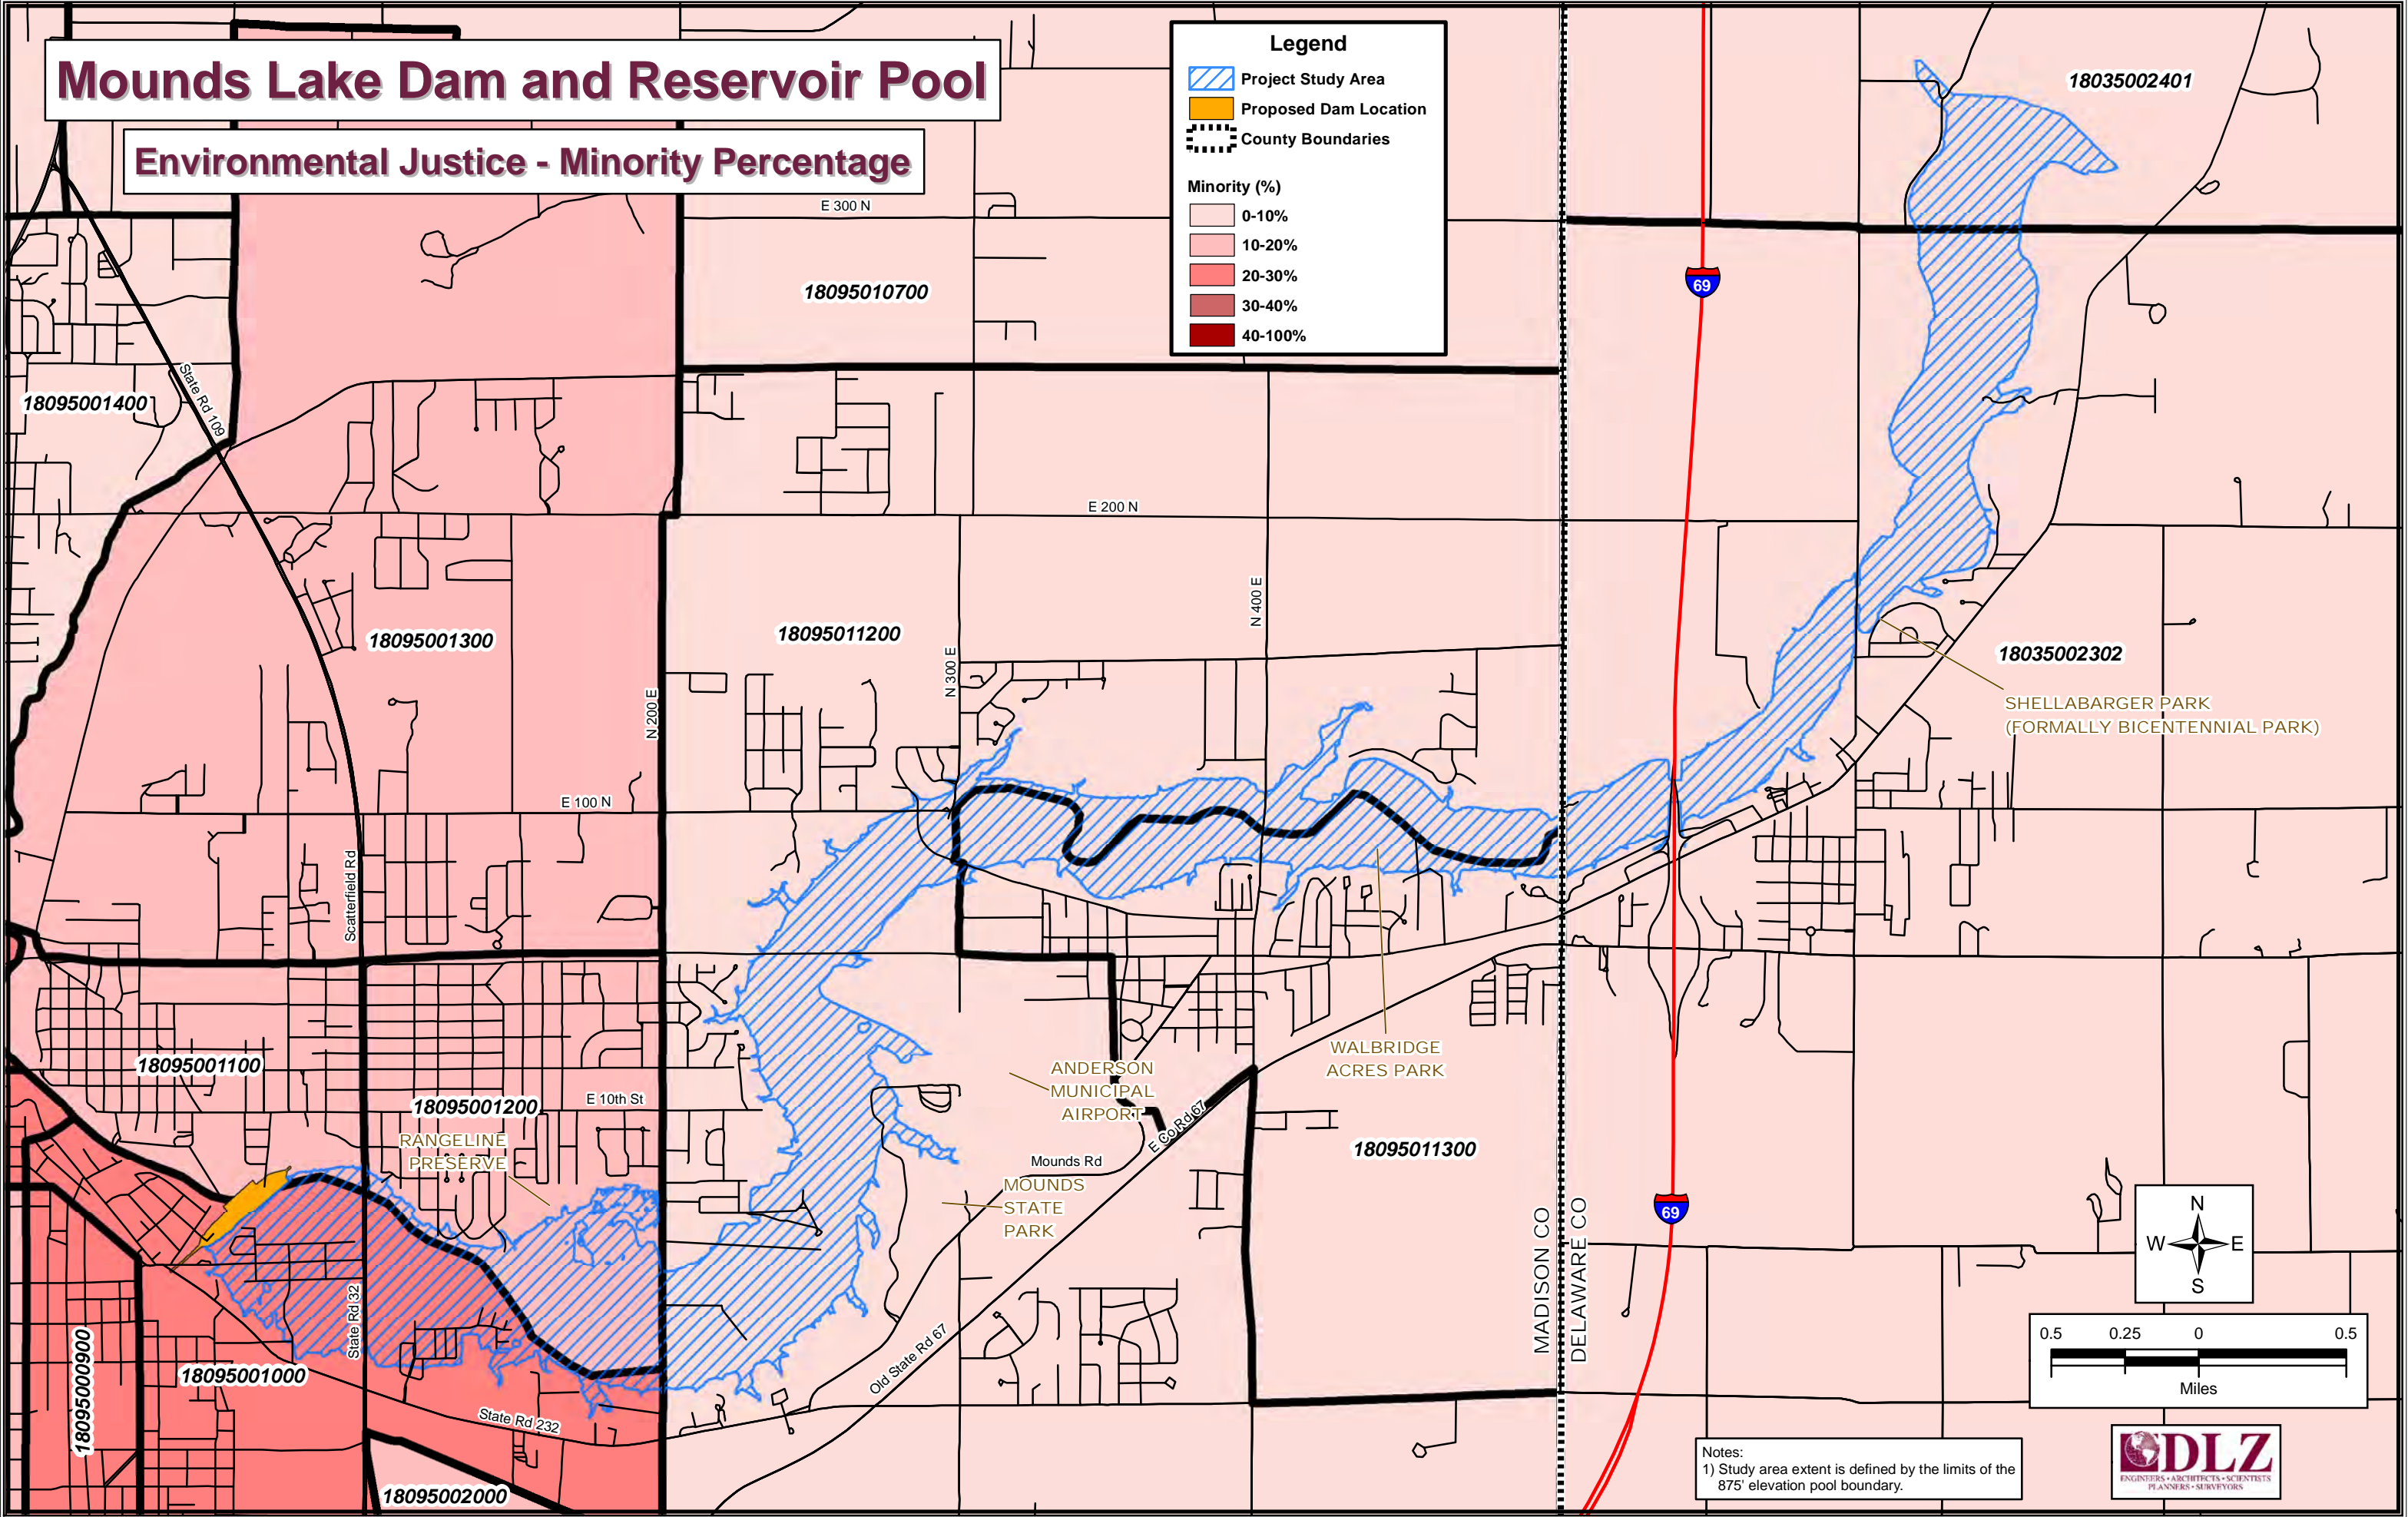 Mounds Lake Dam and Reservoir Pool
Environmental Justice - Minority Percentage
Legend
Project Study Area
Proposed Dam Location
County Boundaries
Minority (%)
0-10%
10-20%
20-30%
30-40%
40-100%
18035002401
E 300 N
69
18095010700
18095001400
State Rd 109
E 200 N
N 400 E
18095001300
18095011200
N 300 E
N 200 E
18035002302
SHELLABARGER PARK
(FORMALLY BICENTENNIAL PARK)
E 100 N
Scatterfield Rd
WALBRIDGE
ACRES PARK
ANDERSON
MUNICIPAL
AIRPORT
18095001100
18095001200
E 10th St
RANGELINE
PRESERVE
E Co Rd 67
Mounds Rd
18095011300
MOUNDS
STATE
PARK
69
MADISON CO
DELAWARE CO
N
W
E
S
State Rd 32
Old State Rd 67
18095000900
18095001000
State Rd 232
18095002000
0.5
0.25
0
0.5
Miles
Notes:
1) Study area extent is defined by the limits of the
875' elevation pool boundary.
DLZ
ENGINEERS • ARCHITECTS • SCIENTISTS
PLANNERS • SURVEYORS